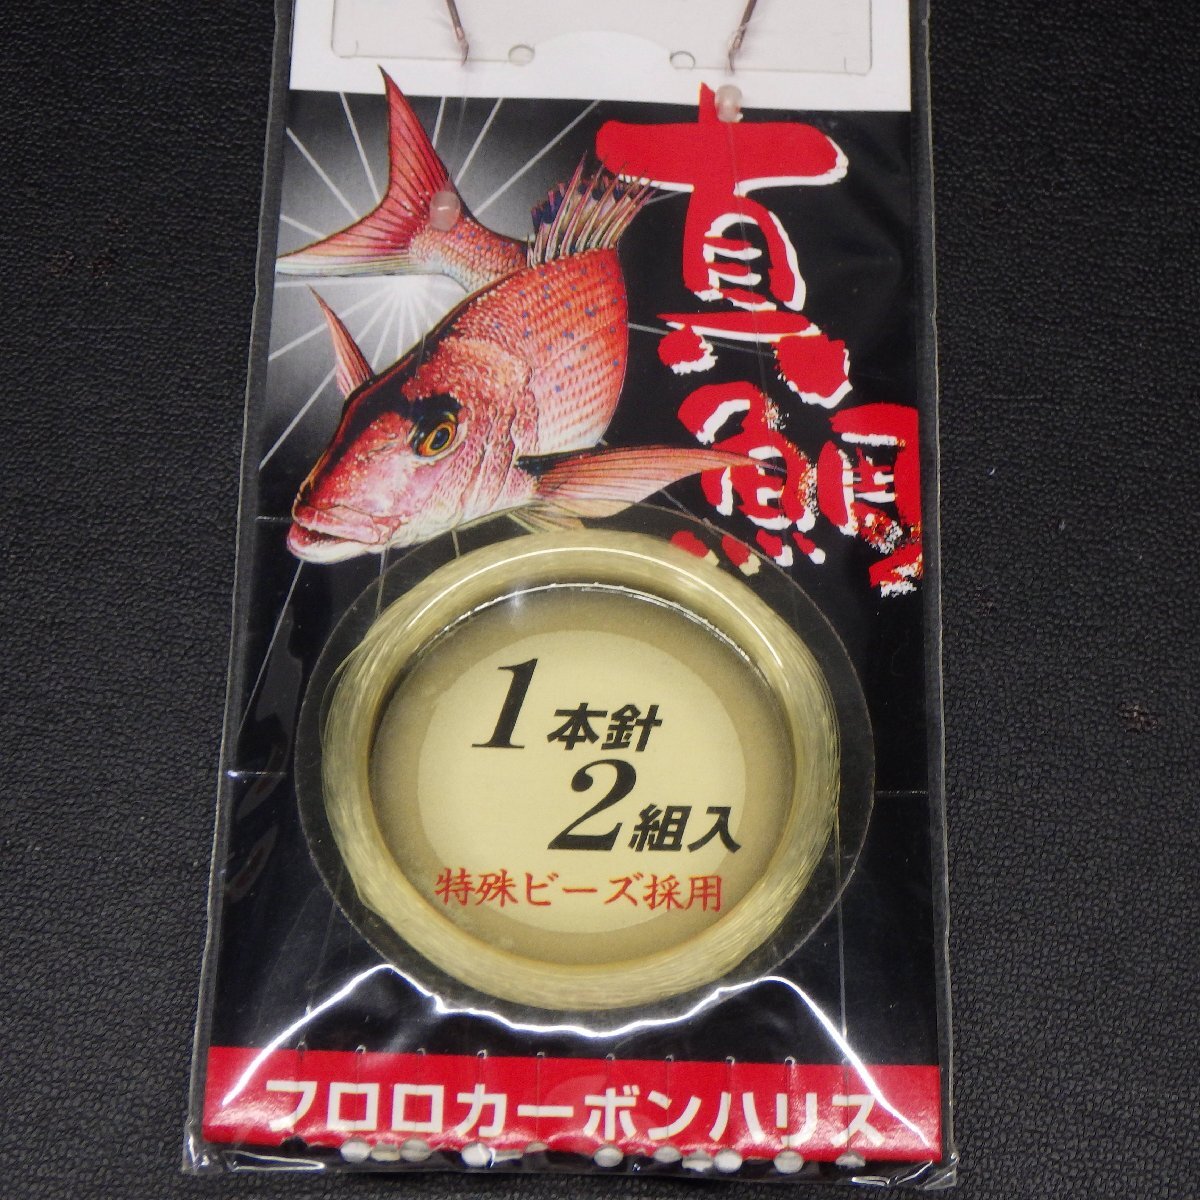 真鯛
1本針
2組入
特殊ビーズ採用
フロロカーボンハリス